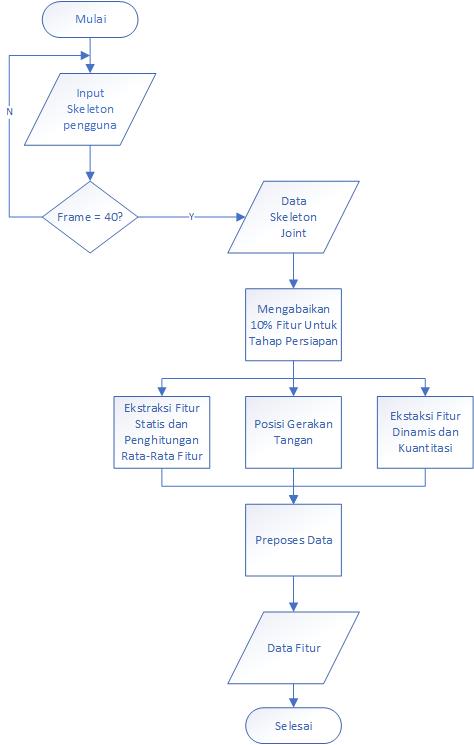 Mulai
Input
Skeleton
pengguna
N
Frame = 40?
Y
Data
Skeleton
Joint
Mengabaikan
10% Fitur Untuk
Tahap Persiapan
Ekstraksi Fitur
Statis dan
Penghitungan
Rata-Rata Fitur
Posisi Gerakan
Tangan
Ekstaksi Fitur
Dinamis dan
Kuantitasi
Preposes Data
Data Fitur
Selesai